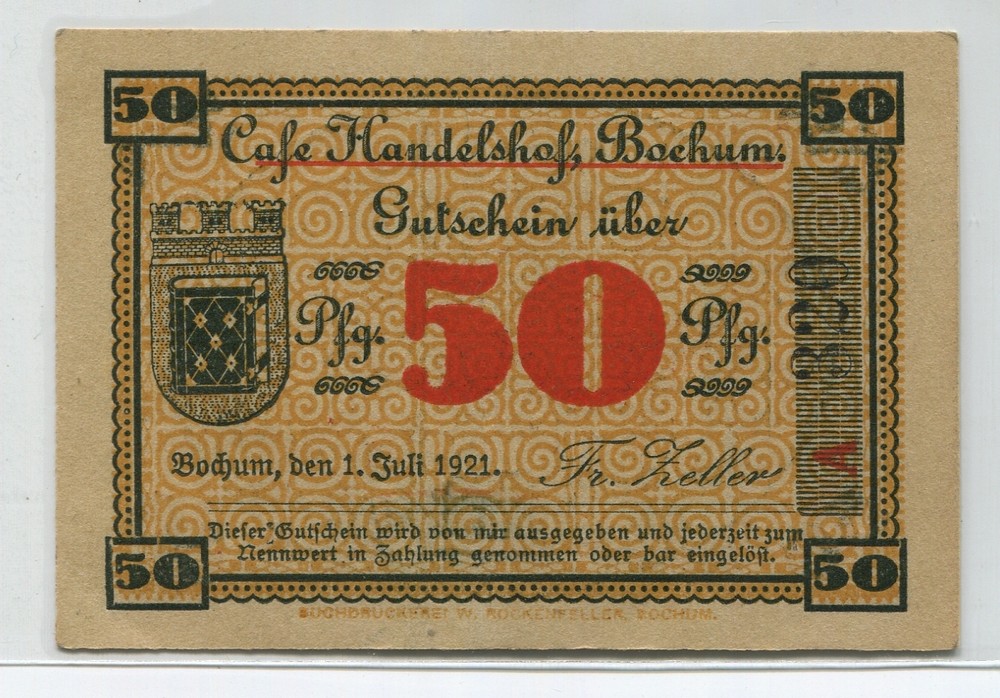 50 50
Cafe Handelshof, Bochum.
Gutschein über
Pfg. 50 Pfg.
320
A
Bochum, den 1. Juli 1921. Fr. Zeller
Dieser Gutschein wird von mir ausgegeben und jederzeit zum
Nennwert in Zahlung genommen oder bar eingelöst.
50 50
BUCHDRUCKEREI W. ROCKENFELLER, BOCHUM.